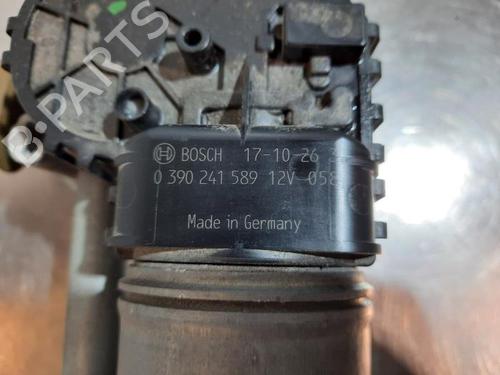 B-PARTS
BOSCH 17-10-26
0 390 241 589 12V 058
Made in Germany